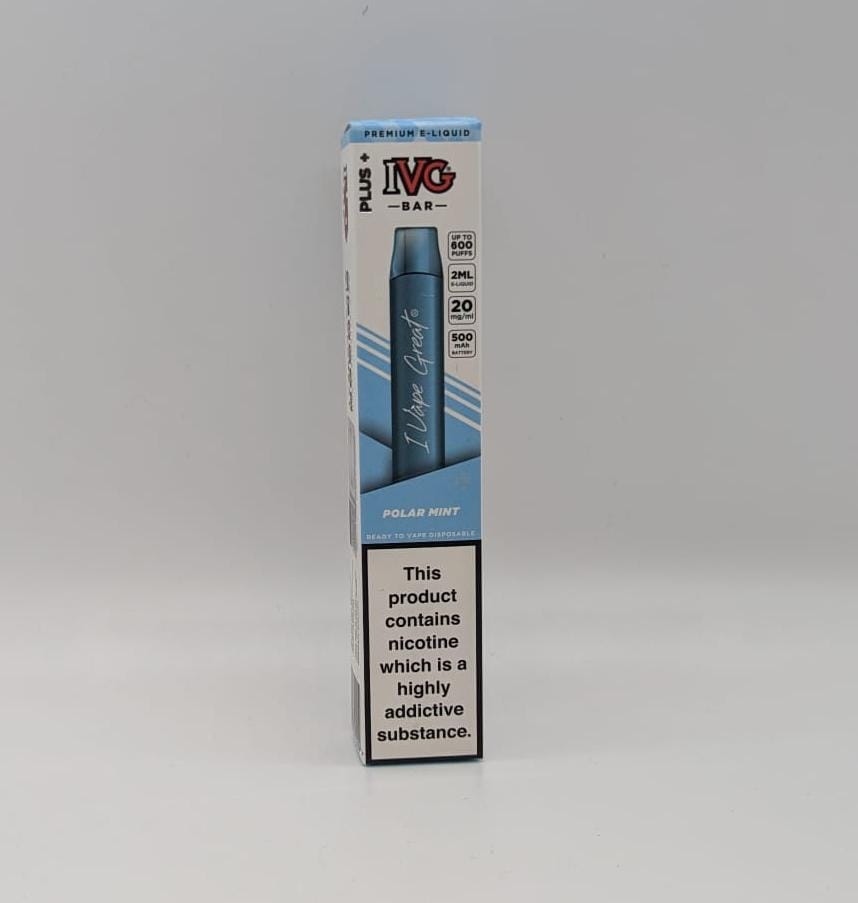 PREMIUM E-LIQUID
PLUS +
IVG
BAR
UP TO
600
PUFFS
2ML
E-LIQUID
20
mg/ml
500
mAh
BATTERY
I Vape Great®
POLAR MINT
READY TO VAPE DISPOSABLE
This
product
contains
nicotine
which is a
highly
addictive
substance.